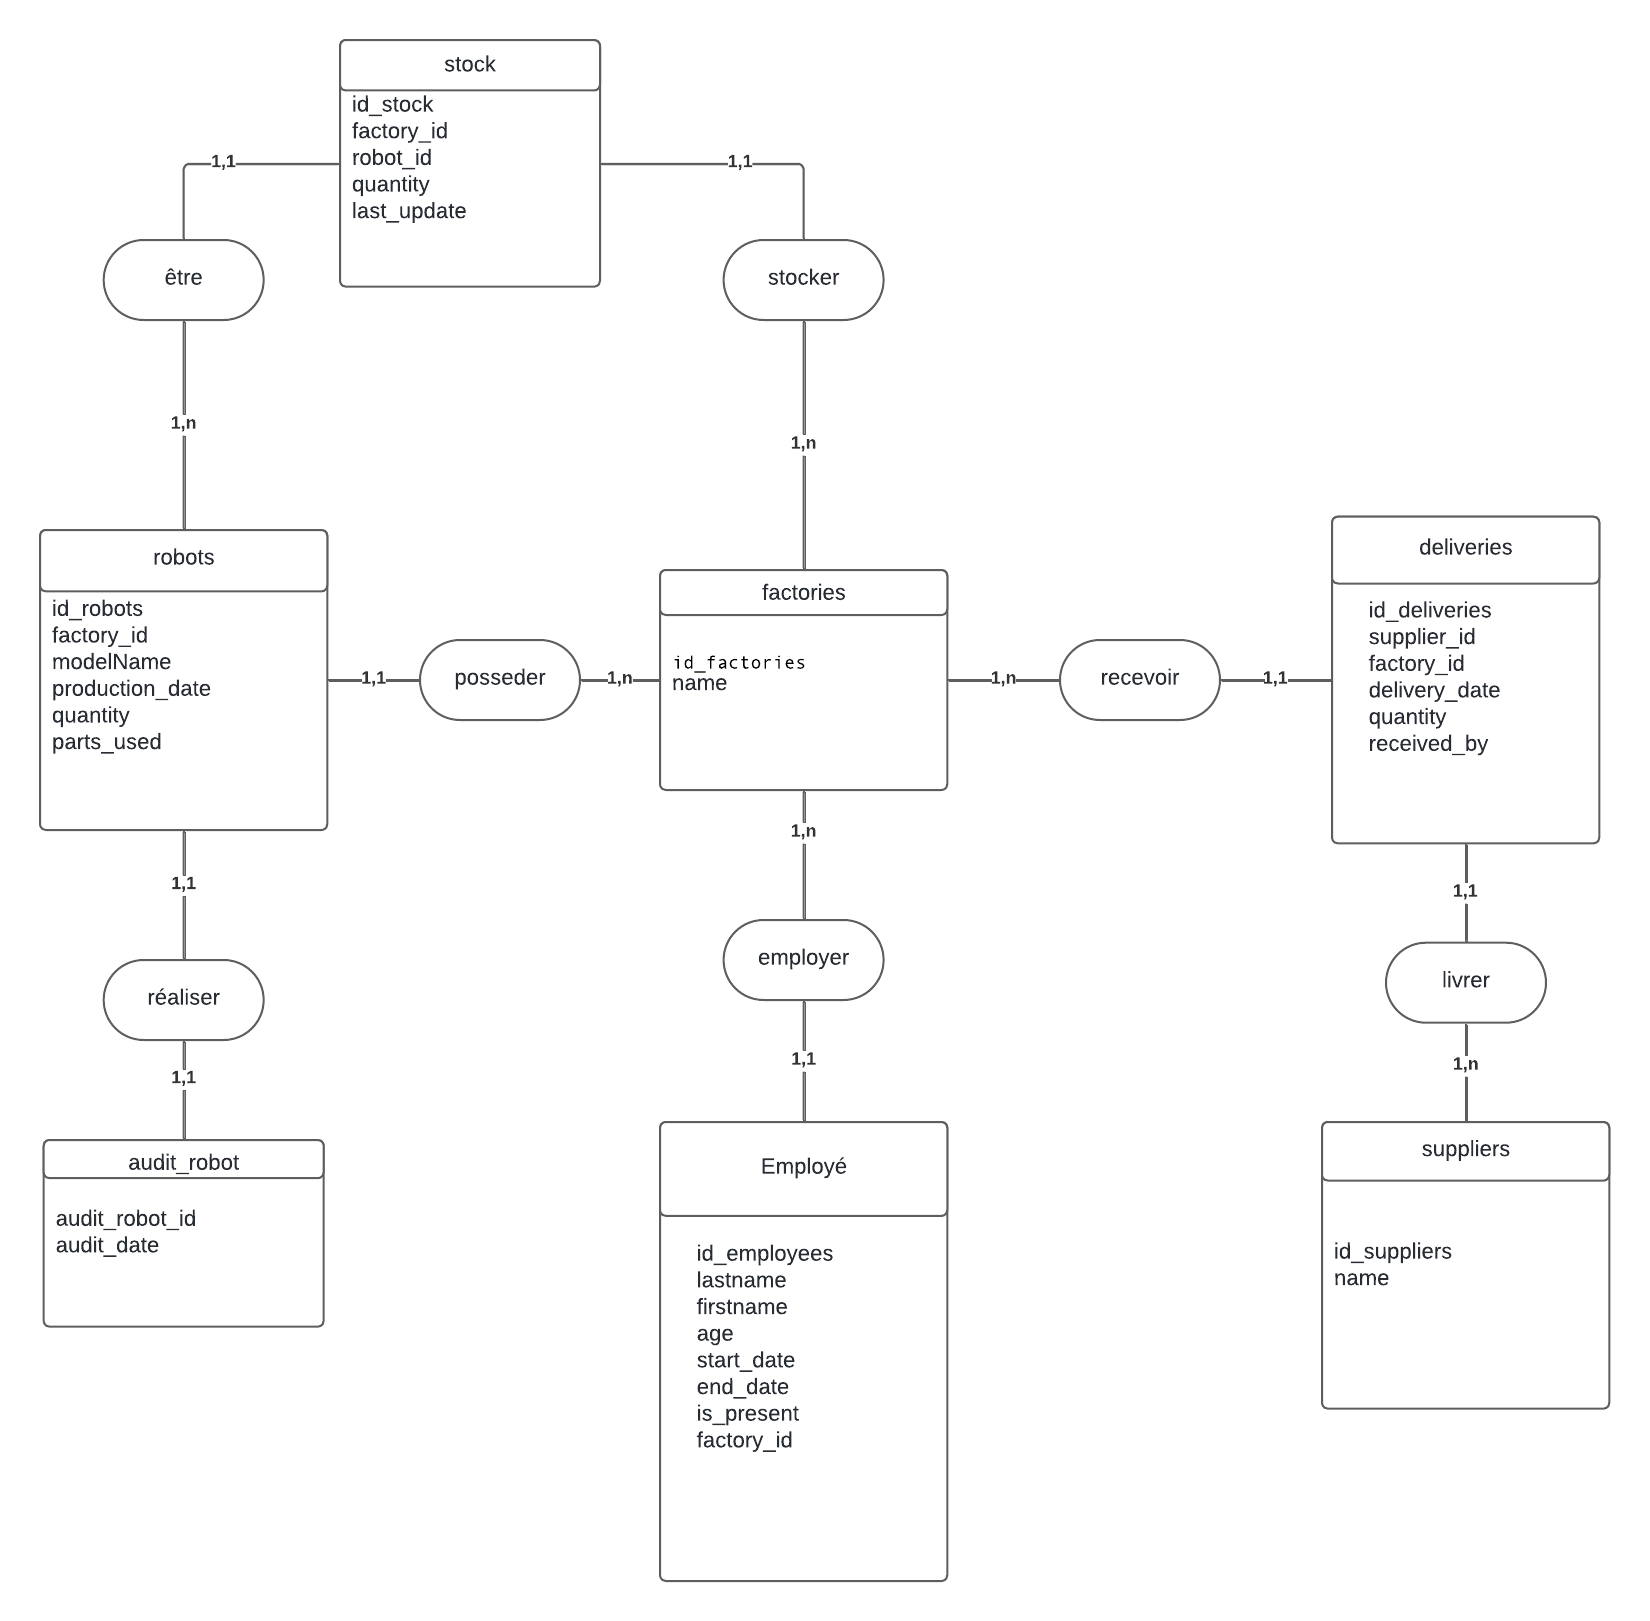 stock
id_stock
factory_id
robot_id
quantity
last_update
1,1
1,1
être
stocker
1,n
1,n
robots
id_robots
factory_id
modelName
production_date
quantity
parts_used
1,1
posseder
1,n
factories
id_factories
name
1,n
recevoir
1,1
deliveries
id_deliveries
supplier_id
factory_id
delivery_date
quantity
received_by
1,1
réaliser
1,1
audit_robot
audit_robot_id
audit_date
1,n
employer
1,1
Employé
id_employees
lastname
firstname
age
start_date
end_date
is_present
factory_id
1,1
livrer
1,n
suppliers
id_suppliers
name